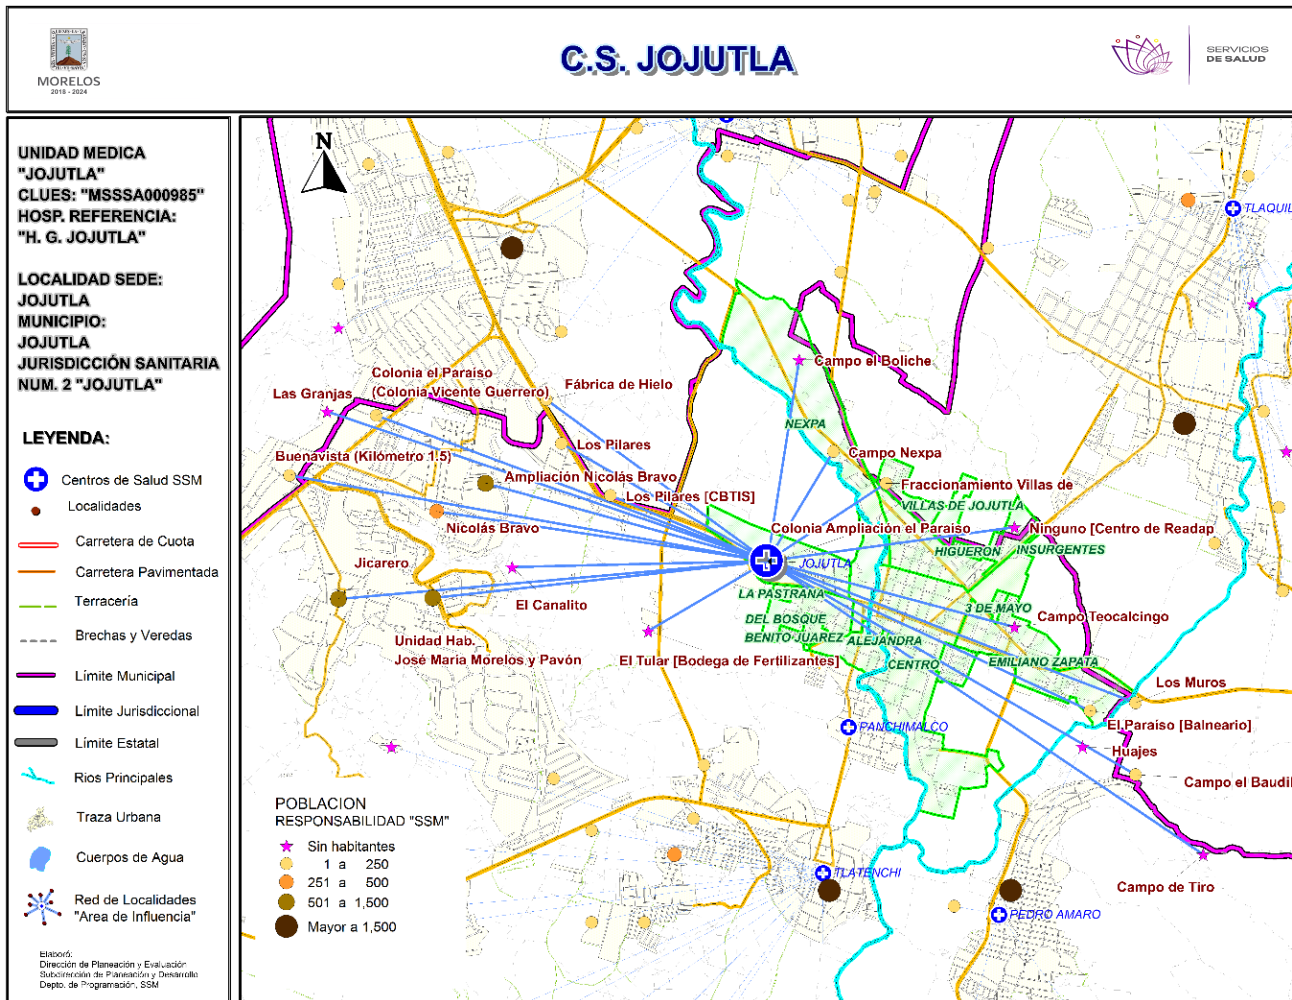 MORELOS
2018 - 2024
C.S. JOJUTLA
SERVICIOS
DE SALUD
UNIDAD MEDICA
"JOJUTLA"
CLUES: "MSSSA000985"
HOSP. REFERENCIA:
"H. G. JOJUTLA"
LOCALIDAD SEDE:
JOJUTLA
MUNICIPIO:
JOJUTLA
JURISDICCIÓN SANITARIA
NUM. 2 "JOJUTLA"
LEYENDA:
Centros de Salud SSM
Localidades
Carretera de Cuota
Carretera Pavimentada
Terracería
Brechas y Veredas
Límite Municipal
Límite Jurisdiccional
Límite Estatal
Rios Principales
Traza Urbana
Cuerpos de Agua
Red de Localidades
"Area de Influencia"
Elaboró:
Dirección de Planeación y Evaluación
Subdirección de Planeación y Desarrollo
Depto. de Programación, SSM
N
TLAQUIL
Campo el Boliche
Colonia el Paraiso
(Colonia Vicente Guerrero)
Fábrica de Hielo
Las Granjas
NEXPA
Los Pilares
Campo Nexpa
Buenavista (Kilómetro 1.5)
Ampliación Nicolás Bravo
Fraccionamiento Villas de
Los Pilares [CBTIS]
VILLAS DE JOJUTLA
Nicolás Bravo
Colonia Ampliación el Paraiso
Ninguno [Centro de Readap
HIGUERON
INSURGENTES
Jicarero
JOJUTLA
LA PASTRANA
El Canalito
3 DE MAYO
DEL BOSQUE
Campo Teocalcingo
BENITO JUAREZ
ALEJANDRA
Unidad Hab.
José María Morelos y Pavón
El Tular [Bodega de Fertilizantes]
CENTRO
EMILIANO ZAPATA
Los Muros
PANCHIMALCO
El Paraiso [Balneario]
Huajes
Campo el Baudil
POBLACION
RESPONSABILIDAD "SSM"
Sin habitantes
1 a 250
251 a 500
501 a 1,500
Mayor a 1,500
TLATENCHI
Campo de Tiro
PEDRO AMARO